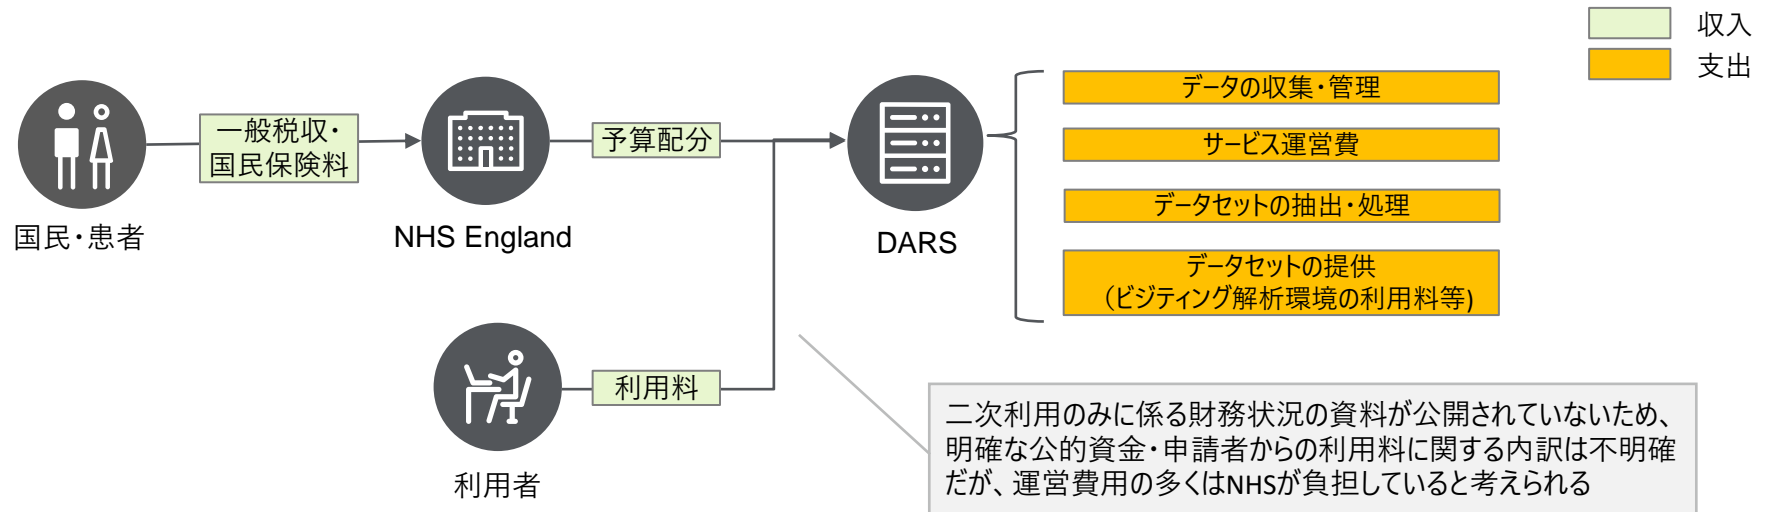 収入
支出
一般税収・
国民保険料
予算配分
国民・患者
NHS England
DARS
データの収集・管理
サービス運営費
データセットの抽出・処理
データセットの提供
（ビジティング解析環境の利用料等)
利用料
利用者
二次利用のみに係る財務状況の資料が公開されていないため、
明確な公的資金・申請者からの利用料に関する内訳は不明確
だが、運営費用の多くはNHSが負担していると考えられる